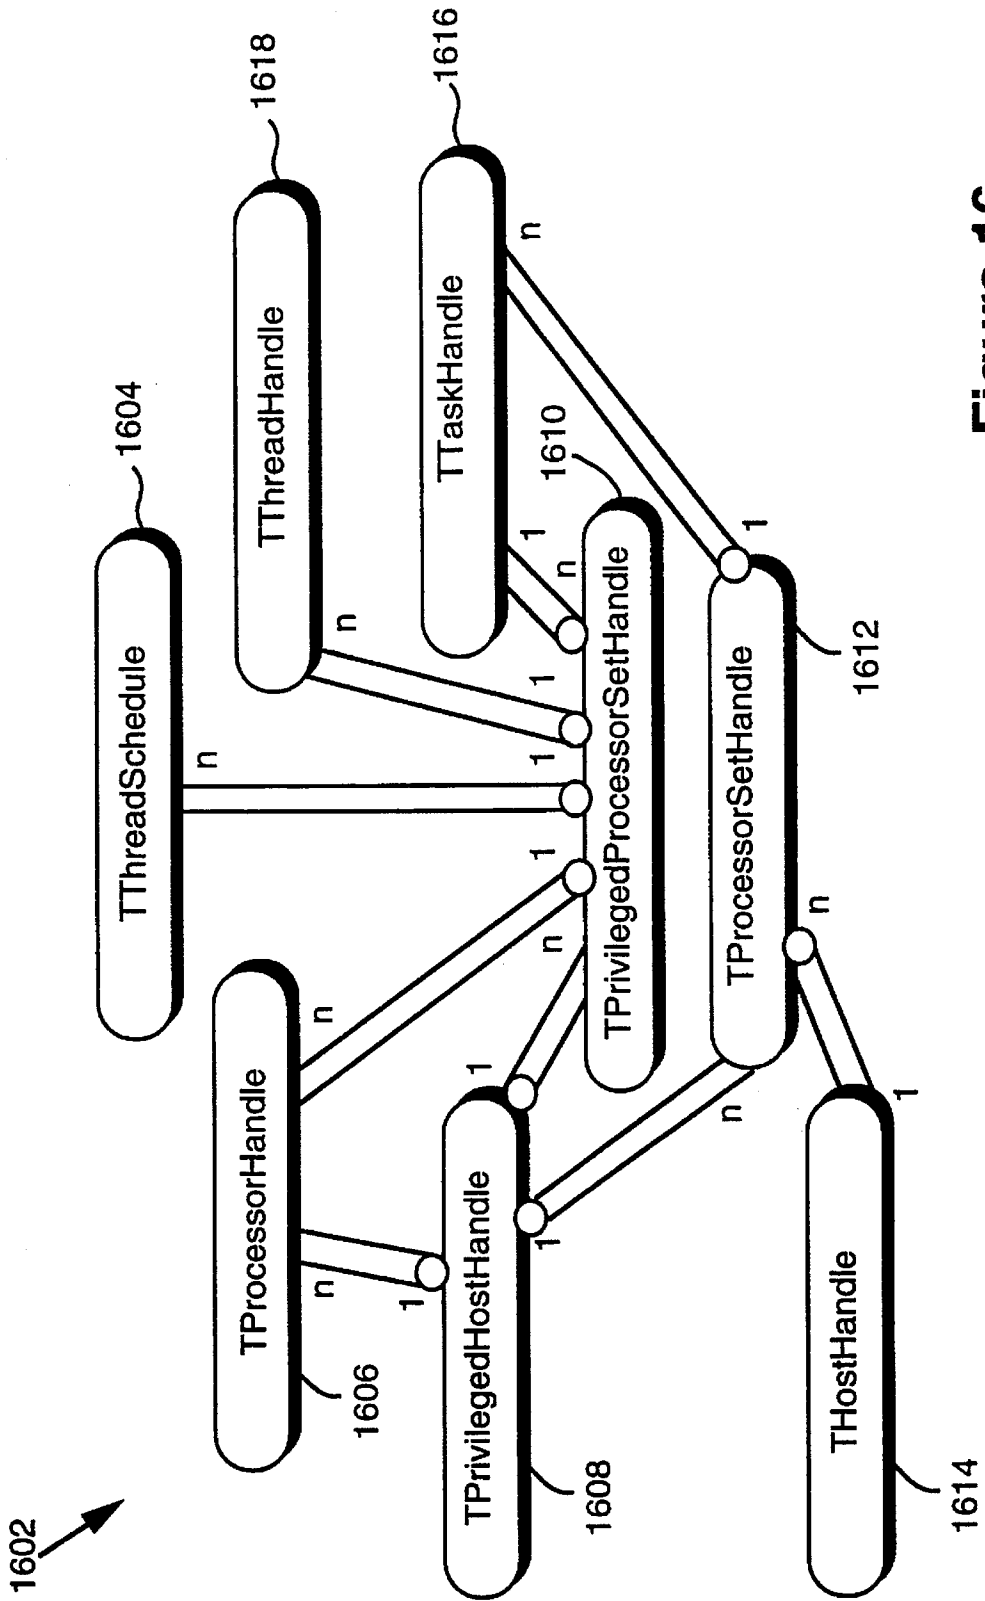 1602
TThreadSchedule
1604
n
TProcessorHandle
1606
n
n
TThreadHandle
1618
n
TPrivilegedHostHandle
1608
1
1
1
TTaskHandle
1616
1
n
TPrivilegedProcessorSetHandle
1610
n
1
1
1
n
TProcessorSetHandle
1612
n
n
1
THostHandle
1614
1